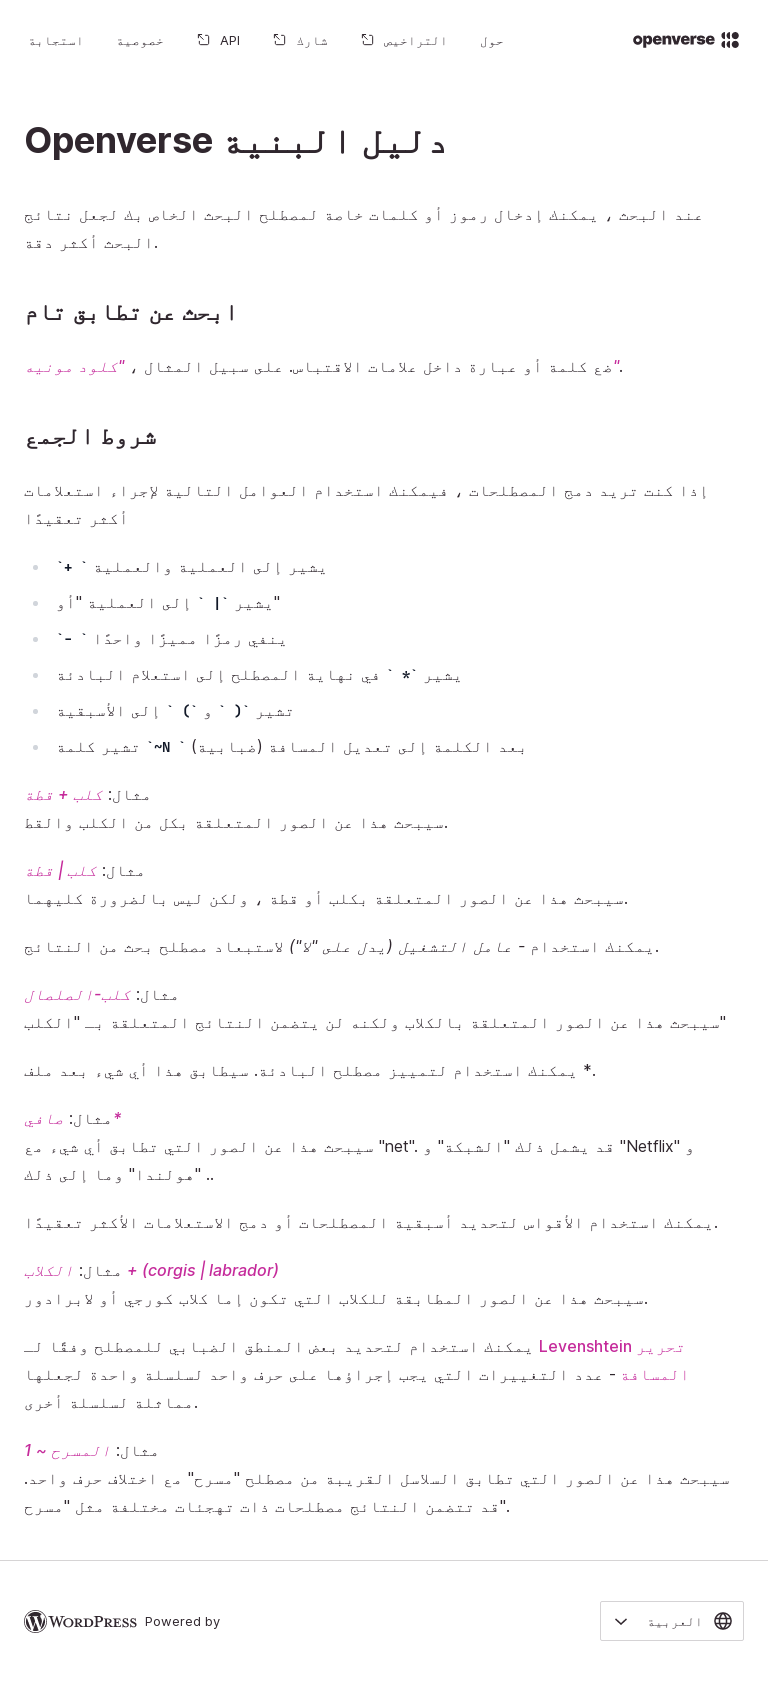 openverse
حول
التراخيص
شارك
API
خصوصية
استجابة
Openverse دليل البنية
عند البحث ، يمكنك إدخال رموز أو كلمات خاصة لمصطلح البحث الخاص بك لجعل نتائج
البحث أكثر دقة.
ابحث عن تطابق تام
ضع كلمة أو عبارة داخل علامات الاقتباس. على سبيل المثال ، "كلود مونيه".
شروط الجمع
إذا كنت تريد دمج المصطلحات ، فيمكنك استخدام العوامل التالية لإجراء استعلامات
أكثر تعقيدًا
`+ ` يشير إلى العملية والعملية
يشير `| ` إلى العملية "أو"
`- ` ينفي رمزًا مميزًا واحدًا
يشير `* ` في نهاية المصطلح إلى استعلام البادئة
تشير `( ` و `) ` إلى الأسبقية
تشير كلمة `~N ` بعد الكلمة إلى تعديل المسافة (ضبابية)
مثال: كلب + قطة
سيبحث هذا عن الصور المتعلقة بكل من الكلب والقط.
مثال: كلب | قطة
سيبحث هذا عن الصور المتعلقة بكلب أو قطة ، ولكن ليس بالضرورة كليهما.
يمكنك استخدام - عامل التشغيل (يدل على "لا") لاستبعاد مصطلح بحث من النتائج.
مثال: كلب-الصلصال
سيبحث هذا عن الصور المتعلقة بالكلاب ولكنه لن يتضمن النتائج المتعلقة بـ "الكلب"
يمكنك استخدام لتمييز مصطلح البادئة. سيطابق هذا أي شيء بعد ملف *.
مثال: صافي*
سيبحث هذا عن الصور التي تطابق أي شيء مع "net". قد يشمل ذلك "الشبكة" و "Netflix" و
"هولندا" وما إلى ذلك ..
يمكنك استخدام الأقواس لتحديد أسبقية المصطلحات أو دمج الاستعلامات الأكثر تعقيدًا.
مثال: الكلاب + (corgis | labrador)
سيبحث هذا عن الصور المطابقة للكلاب التي تكون إما كلاب كورجي أو لابرادور.
يمكنك استخدام لتحديد بعض المنطق الضبابي للمصطلح وفقًا لـ Levenshtein تحرير
المسافة - عدد التغييرات التي يجب إجراؤها على حرف واحد لسلسلة واحدة لجعلها
مماثلة لسلسلة أخرى.
مثال: المسرح ~ 1
سيبحث هذا عن الصور التي تطابق السلاسل القريبة من مصطلح "مسرح" مع اختلاف حرف واحد.
قد تتضمن النتائج مصطلحات ذات تهجئات مختلفة مثل "مسرح".
العربية
Powered by WORDPRESS